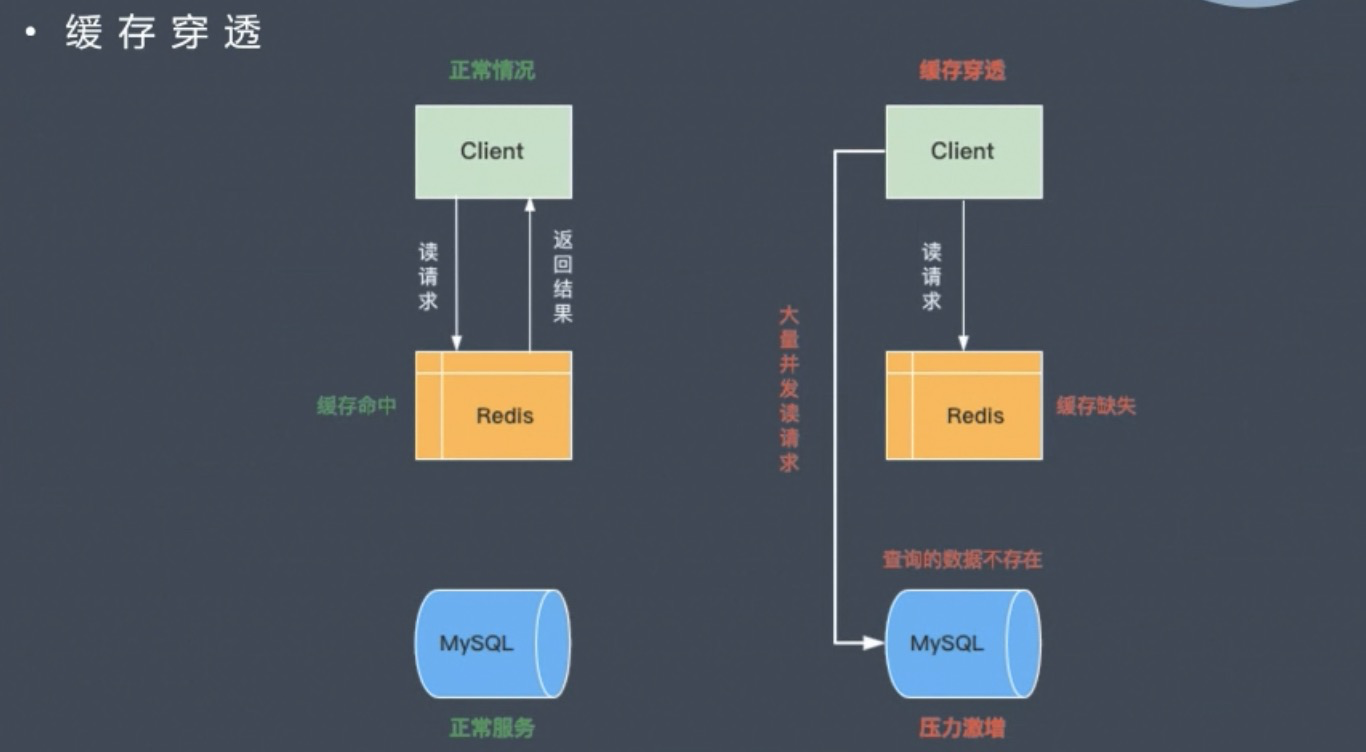 • 缓存穿透
正常情况
Client
读请求
返回结果
缓存命中
Redis
MySQL
正常服务
缓存穿透
Client
读请求
大量并发读请求
Redis
缓存缺失
查询的数据不存在
MySQL
压力激增